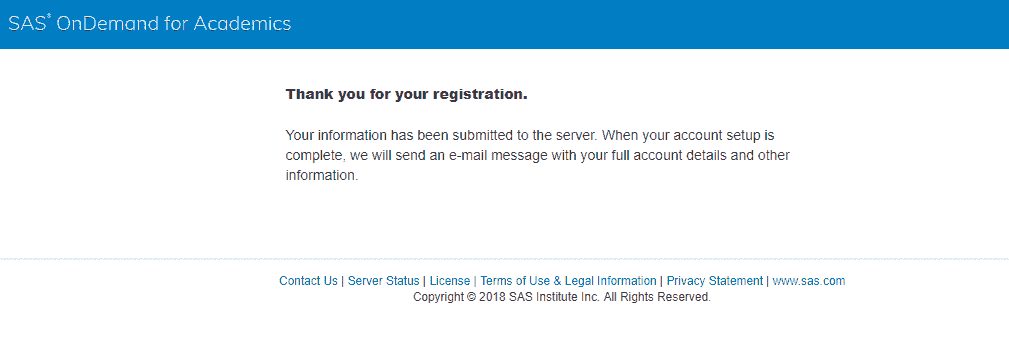 SAS® OnDemand for Academics
Thank you for your registration.
Your information has been submitted to the server. When your account setup is
complete, we will send an e-mail message with your full account details and other
information.
Contact Us | Server Status | License | Terms of Use & Legal Information | Privacy Statement | www.sas.com
Copyright © 2018 SAS Institute Inc. All Rights Reserved.